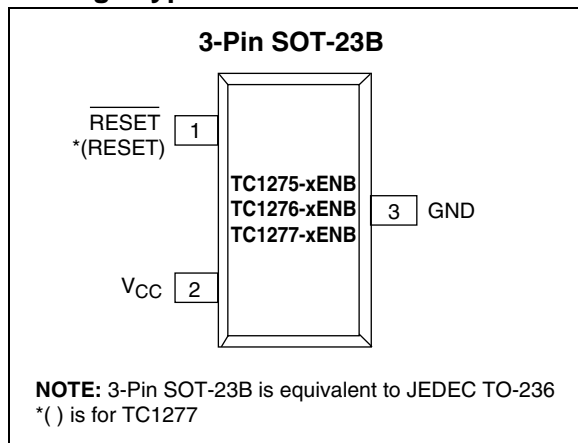 3-Pin SOT-23B
RESET
*(RESET)
1
TC1275-xENB
TC1276-xENB
TC1277-xENB
3
GND
VCC
2
NOTE: 3-Pin SOT-23B is equivalent to JEDEC TO-236
*( ) is for TC1277